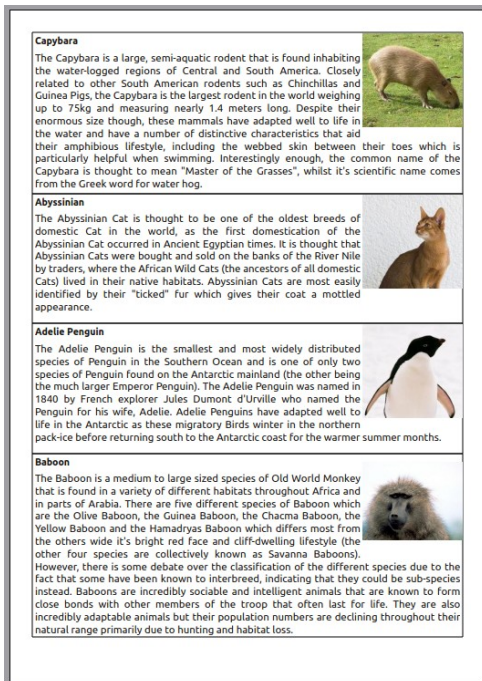 Capybara
The Capybara is a large, semi-aquatic rodent that is found inhabiting
the water-logged regions of Central and South America. Closely
related to other South American rodents such as Chinchillas and
Guinea Pigs, the Capybara is the largest rodent in the world weighing
up to 75kg and measuring nearly 1.4 meters long. Despite their
enormous size though, these mammals have adapted well to life in
the water and have a number of distinctive characteristics that aid
their amphibious lifestyle, including the webbed skin between their toes which is
particularly helpful when swimming. Interestingly enough, the common name of the
Capybara is thought to mean "Master of the Grasses", whilst it's scientific name comes
from the Greek word for water hog.
Abyssinian
The Abyssinian Cat is thought to be one of the oldest breeds of
domestic Cat in the world, as the first domestication of the
Abyssinian Cat occurred in Ancient Egyptian times. It is thought that
Abyssinian Cats were bought and sold on the banks of the River Nile
by traders, where the African Wild Cats (the ancestors of all domestic
Cats) lived in their native habitats. Abyssinian Cats are most easily
identified by their "ticked" fur which gives their coat a mottled
appearance.
Adelie Penguin
The Adelie Penguin is the smallest and most widely distributed
species of Penguin in the Southern Ocean and is one of only two
species of Penguin found on the Antarctic mainland (the other being
the much larger Emperor Penguin). The Adelie Penguin was named in
1840 by French explorer Jules Dumont d'Urville who named the
Penguin for his wife, Adelie. Adelie Penguins have adapted well to
life in the Antarctic as these migratory Birds winter in the northern
pack-ice before returning south to the Antarctic coast for the warmer summer months.
Baboon
The Baboon is a medium to large sized species of Old World Monkey
that is found in a variety of different habitats throughout Africa and
in parts of Arabia. There are five different species of Baboon which
are the Olive Baboon, the Guinea Baboon, the Chacma Baboon, the
Yellow Baboon and the Hamadryas Baboon which differs most from
the others wide it's bright red face and cliff-dwelling lifestyle (the
other four species are collectively known as Savanna Baboons).
However, there is some debate over the classification of the different species due to the
fact that some have been known to interbreed, indicating that they could be sub-species
instead. Baboons are incredibly sociable and intelligent animals that are known to form
close bonds with other members of the troop that often last for life. They are also
incredibly adaptable animals but their population numbers are declining throughout their
natural range primarily due to hunting and habitat loss.